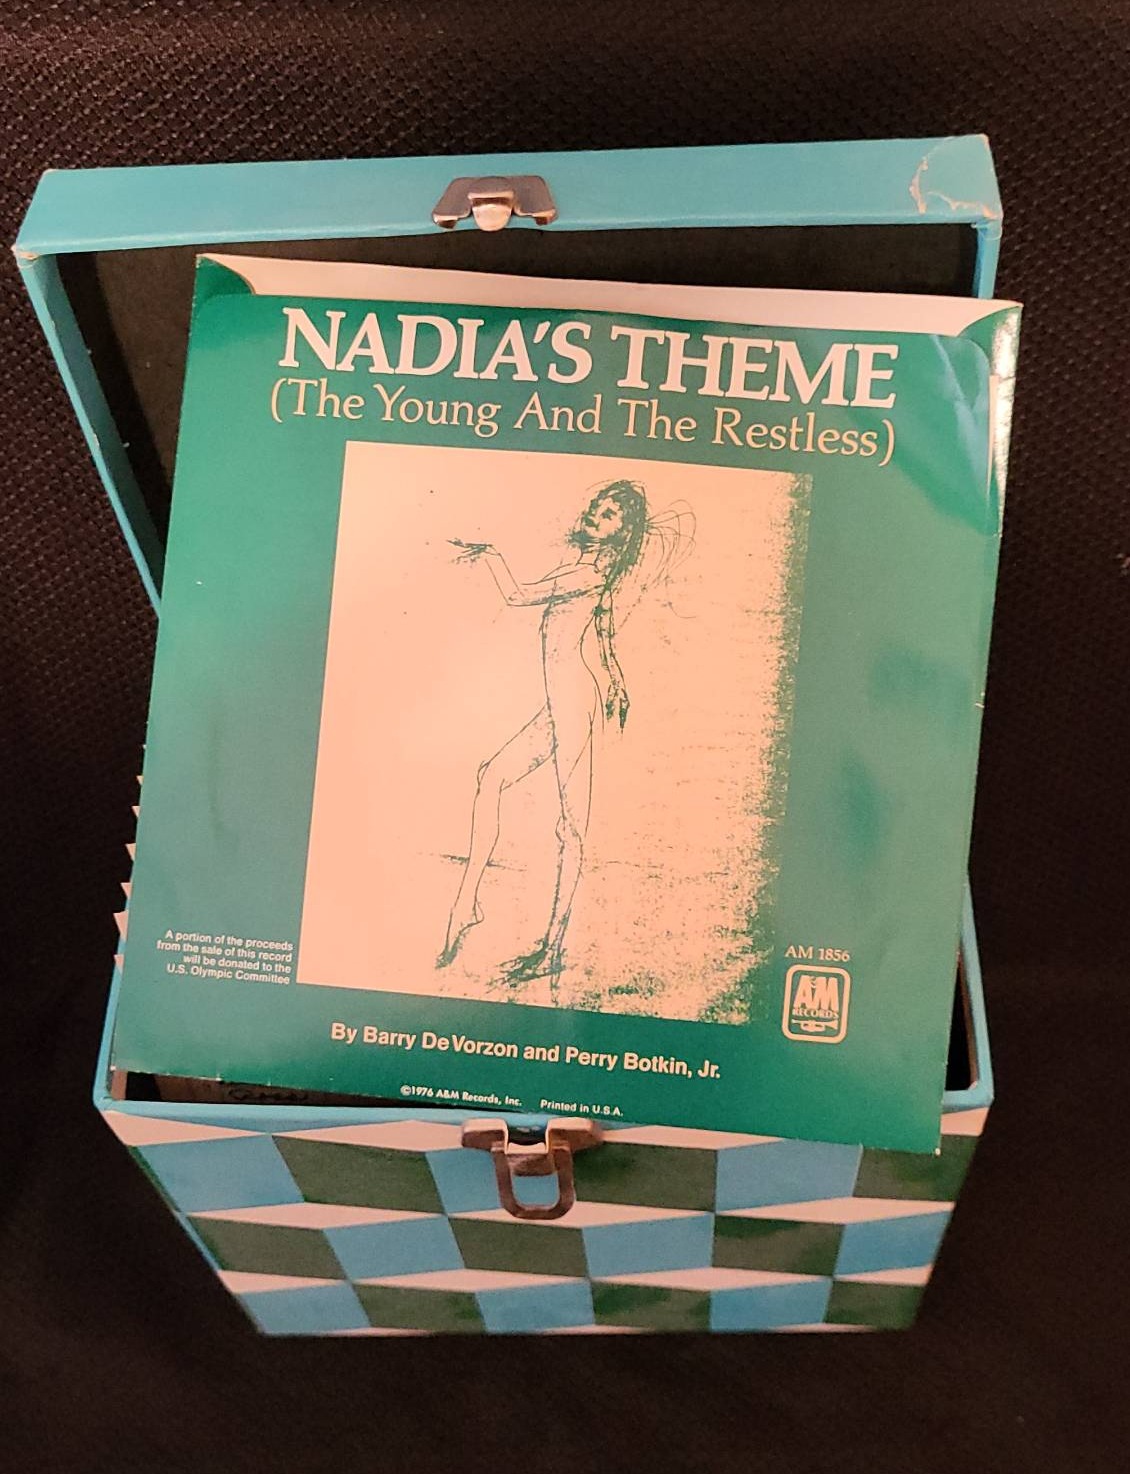 NADIA'S THEME
(The Young And The Restless)
A portion of the proceeds
from the sale of this record
will be donated to the
U.S. Olympic Committee
AM 1856
A&M
RECORDS
By Barry DeVorzon and Perry Botkin, Jr.
©1976 A&M Records, Inc. Printed in U.S.A.